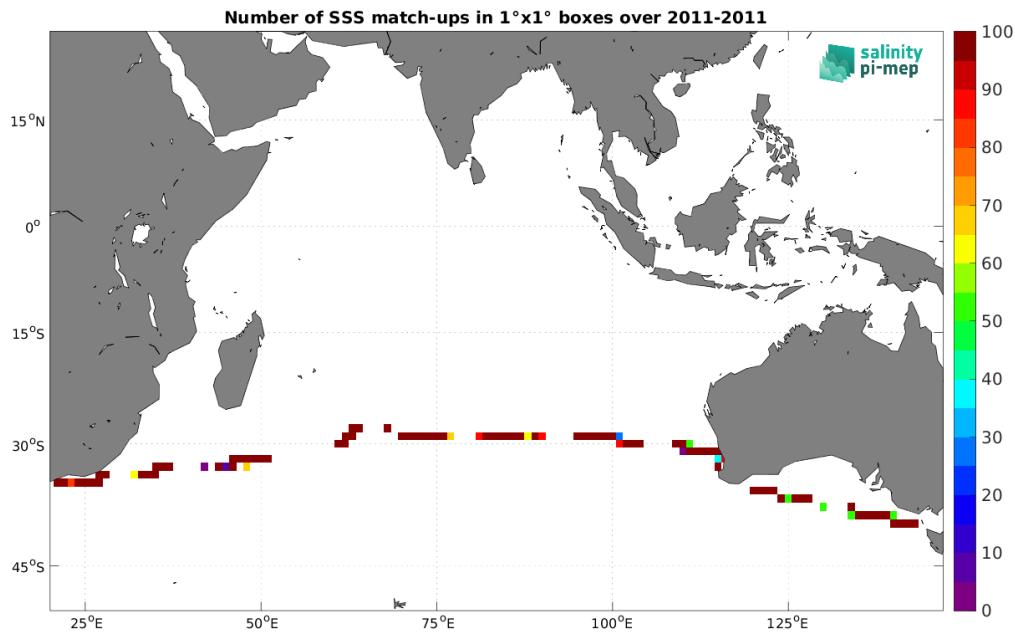 Number of SSS match-ups in 1°x1° boxes over 2011-2011
salinity
pi-mep
15°N
0°
15°S
30°S
45°S
25°E
50°E
75°E
100°E
125°E
100
90
80
70
60
50
40
30
20
10
0